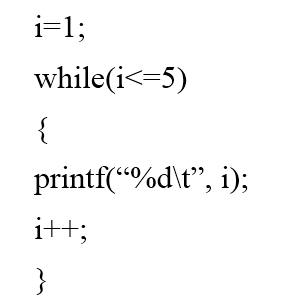 i=1;
while(i<=5)
{
printf(“%d\t”, i);
i++;
}